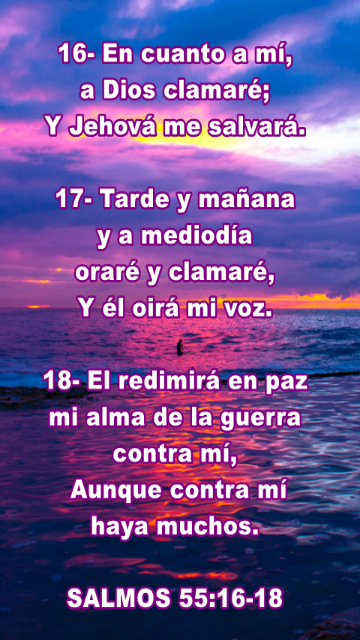 16- En cuanto a mí,
a Dios clamaré;
Y Jehová me salvará.
17- Tarde y mañana
y a mediodía
oraré y clamaré,
Y él oirá mi voz.
18- El redimirá en paz
mi alma de la guerra
contra mí,
Aunque contra mí
haya muchos.
SALMOS 55:16-18